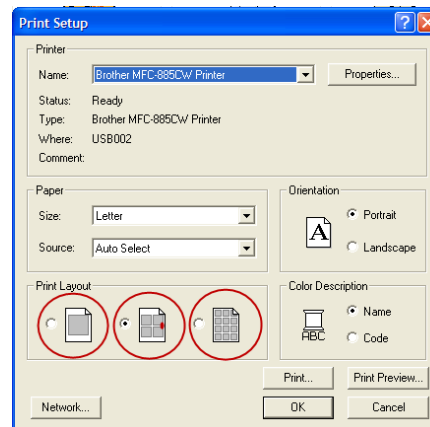 Print Setup
Printer
Name: Brother MFC-885CW Printer Properties...
Status: Ready
Type: Brother MFC-885CW Printer
Where: USB002
Comment:
Paper
Size: Letter
Source: Auto Select
Orientation
A
Portrait
Landscape
Print Layout
Color Description
ABC
Name
Code
Print... Print Preview...
Network... OK Cancel